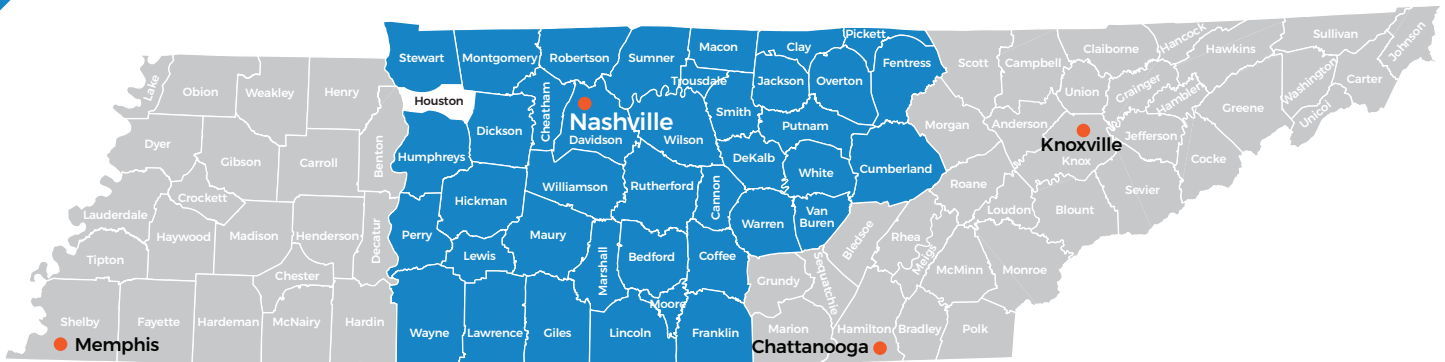 Lake
Obion
Weakley
Henry
Dyer
Gibson
Carroll
Benton
Lauderdale
Crockett
Haywood
Madison
Henderson
Decatur
Tipton
Chester
Shelby
Fayette
Hardeman
McNairy
Hardin
Memphis
Stewart
Montgomery
Robertson
Sumner
Macon
Clay
Pickett
Fentress
Houston
Trousdale
Jackson
Overton
Dickson
Cheatham
Nashville
Davidson
Wilson
Smith
Putnam
Humphreys
DeKalb
White
Cumberland
Hickman
Williamson
Rutherford
Cannon
Warren
Van
Buren
Perry
Lewis
Maury
Marshall
Bedford
Coffee
Moore
Wayne
Lawrence
Giles
Lincoln
Franklin
Scott
Campbell
Claiborne
Hancock
Hawkins
Sullivan
Johnson
Union
Grainger
Hamblen
Washington
Carter
Unicoi
Greene
Morgan
Anderson
Knoxville
Knox
Jefferson
Cocke
Roane
Loudon
Blount
Sevier
Bledsoe
Rhea
Meigs
McMinn
Monroe
Grundy
Sequatchie
Marion
Hamilton
Bradley
Polk
Chattanooga